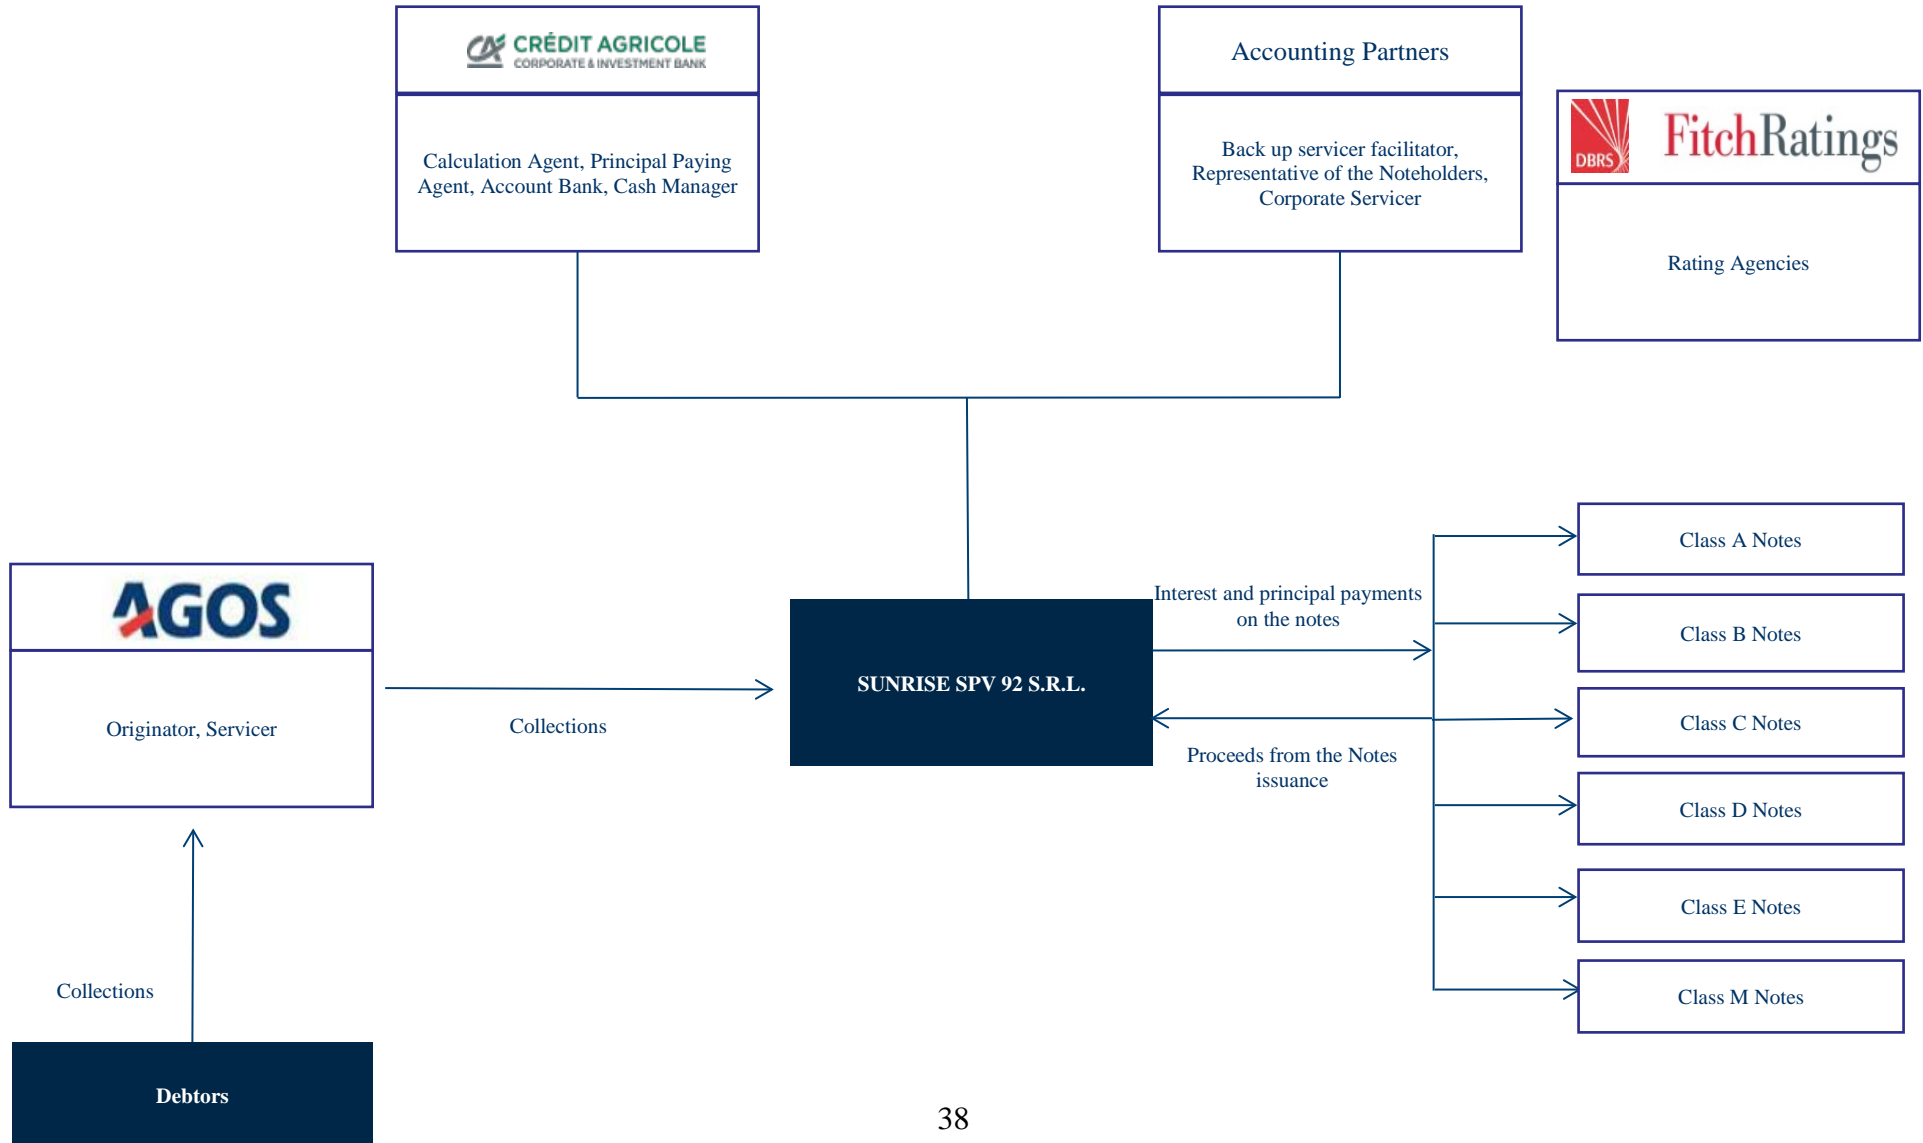 CRÉDIT AGRICOLE
CORPORATE & INVESTMENT BANK
Calculation Agent, Principal Paying
Agent, Account Bank, Cash Manager
Accounting Partners
Back up servicer facilitator,
Representative of the Noteholders,
Corporate Servicer
DBRS
FitchRatings
Rating Agencies
AGOS
Originator, Servicer
Collections
Collections
Debtors
SUNRISE SPV 92 S.R.L.
Interest and principal payments
on the notes
Proceeds from the Notes
issuance
Class A Notes
Class B Notes
Class C Notes
Class D Notes
Class E Notes
Class M Notes
38